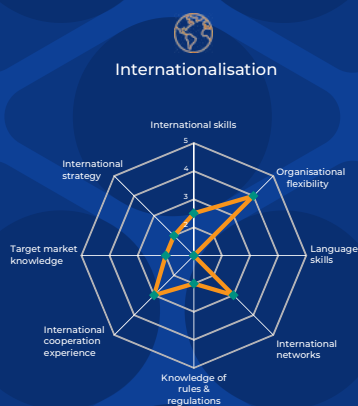 Internationalisation
International skills
5
International
strategy
4
Organisational
flexibility
3
2
Target market
knowledge
Language
skills
International
cooperation
experience
International
networks
Knowledge of
rules &
regulations